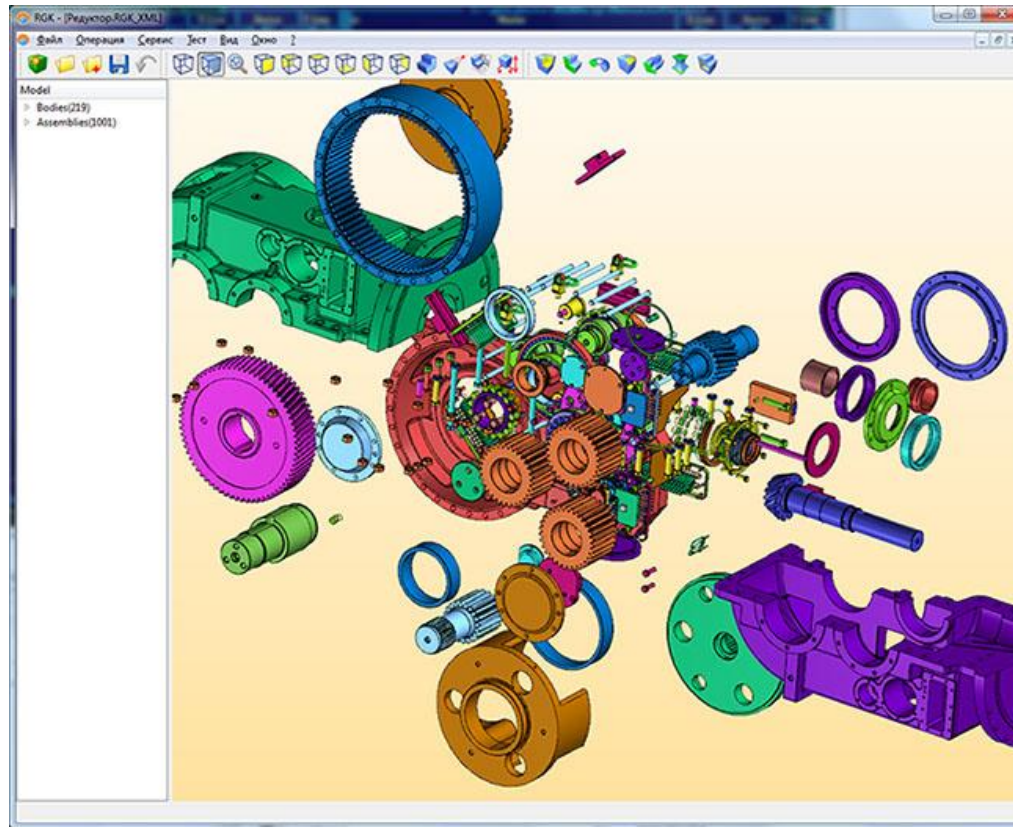 RGK - [Редуктор.RGK_XML]
Файл Операция Сервис Тест Вид Окно ?
Model
Bodies(219)
Assemblies(1001)